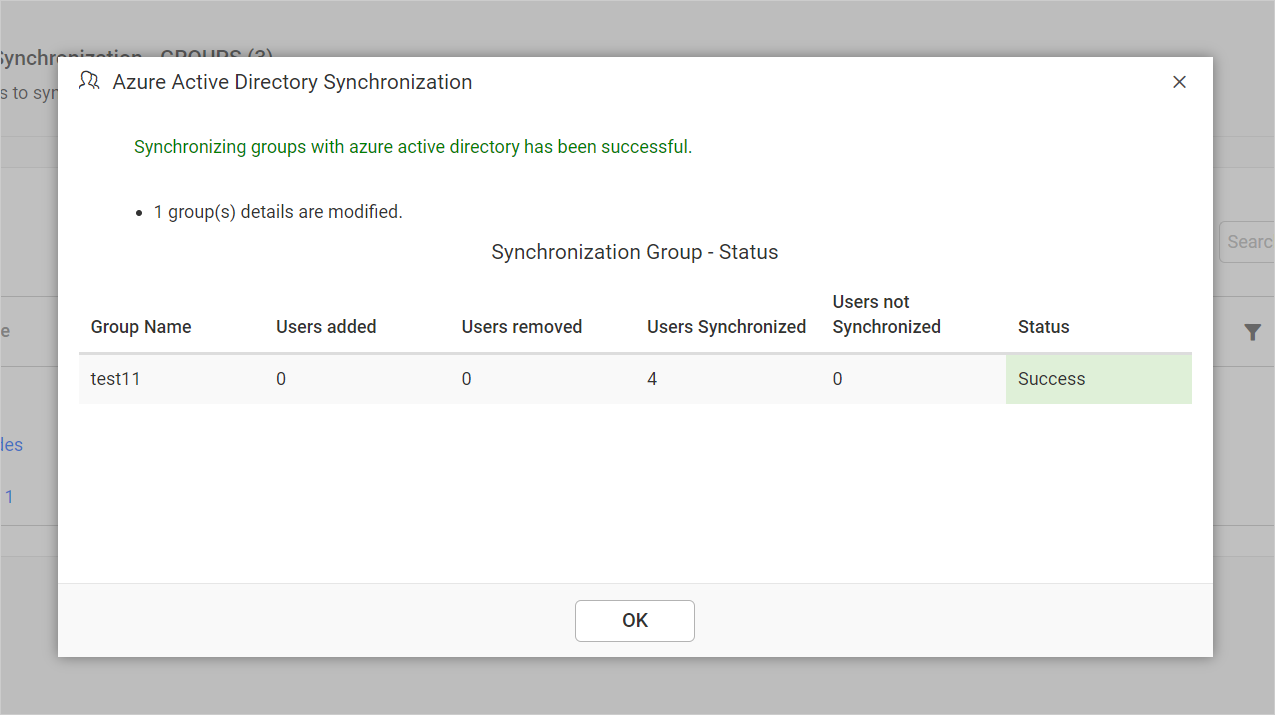 Synchronization - GROUPS (3)
Azure Active Directory Synchronization
s to syn
Synchronizing groups with azure active directory has been successful.
1 group(s) details are modified.
Searc
Synchronization Group - Status
Users not
Group Name Users added Users removed Users Synchronized Synchronized Status
e
test11 0 0 4 0 Success
les
1
OK